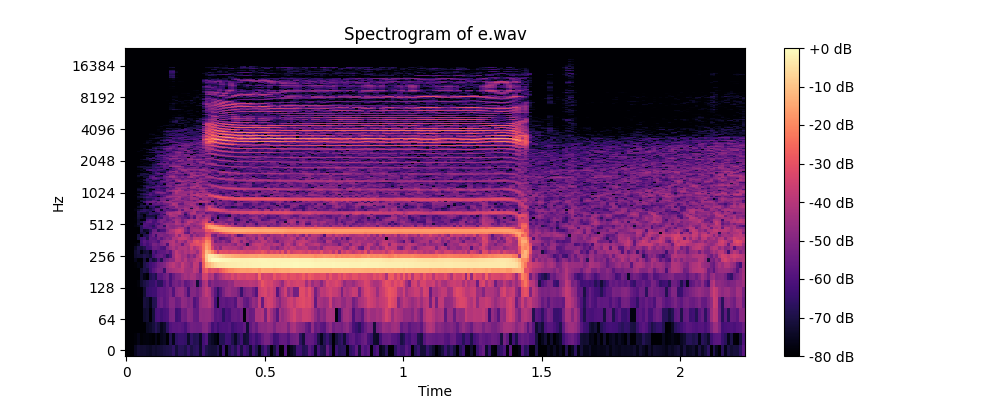 Spectrogram of e.wav
16384
8192
4096
2048
1024
512
256
128
64
0
Hz
0
0.5
1
1.5
2
Time
+0 dB
-10 dB
-20 dB
-30 dB
-40 dB
-50 dB
-60 dB
-70 dB
-80 dB